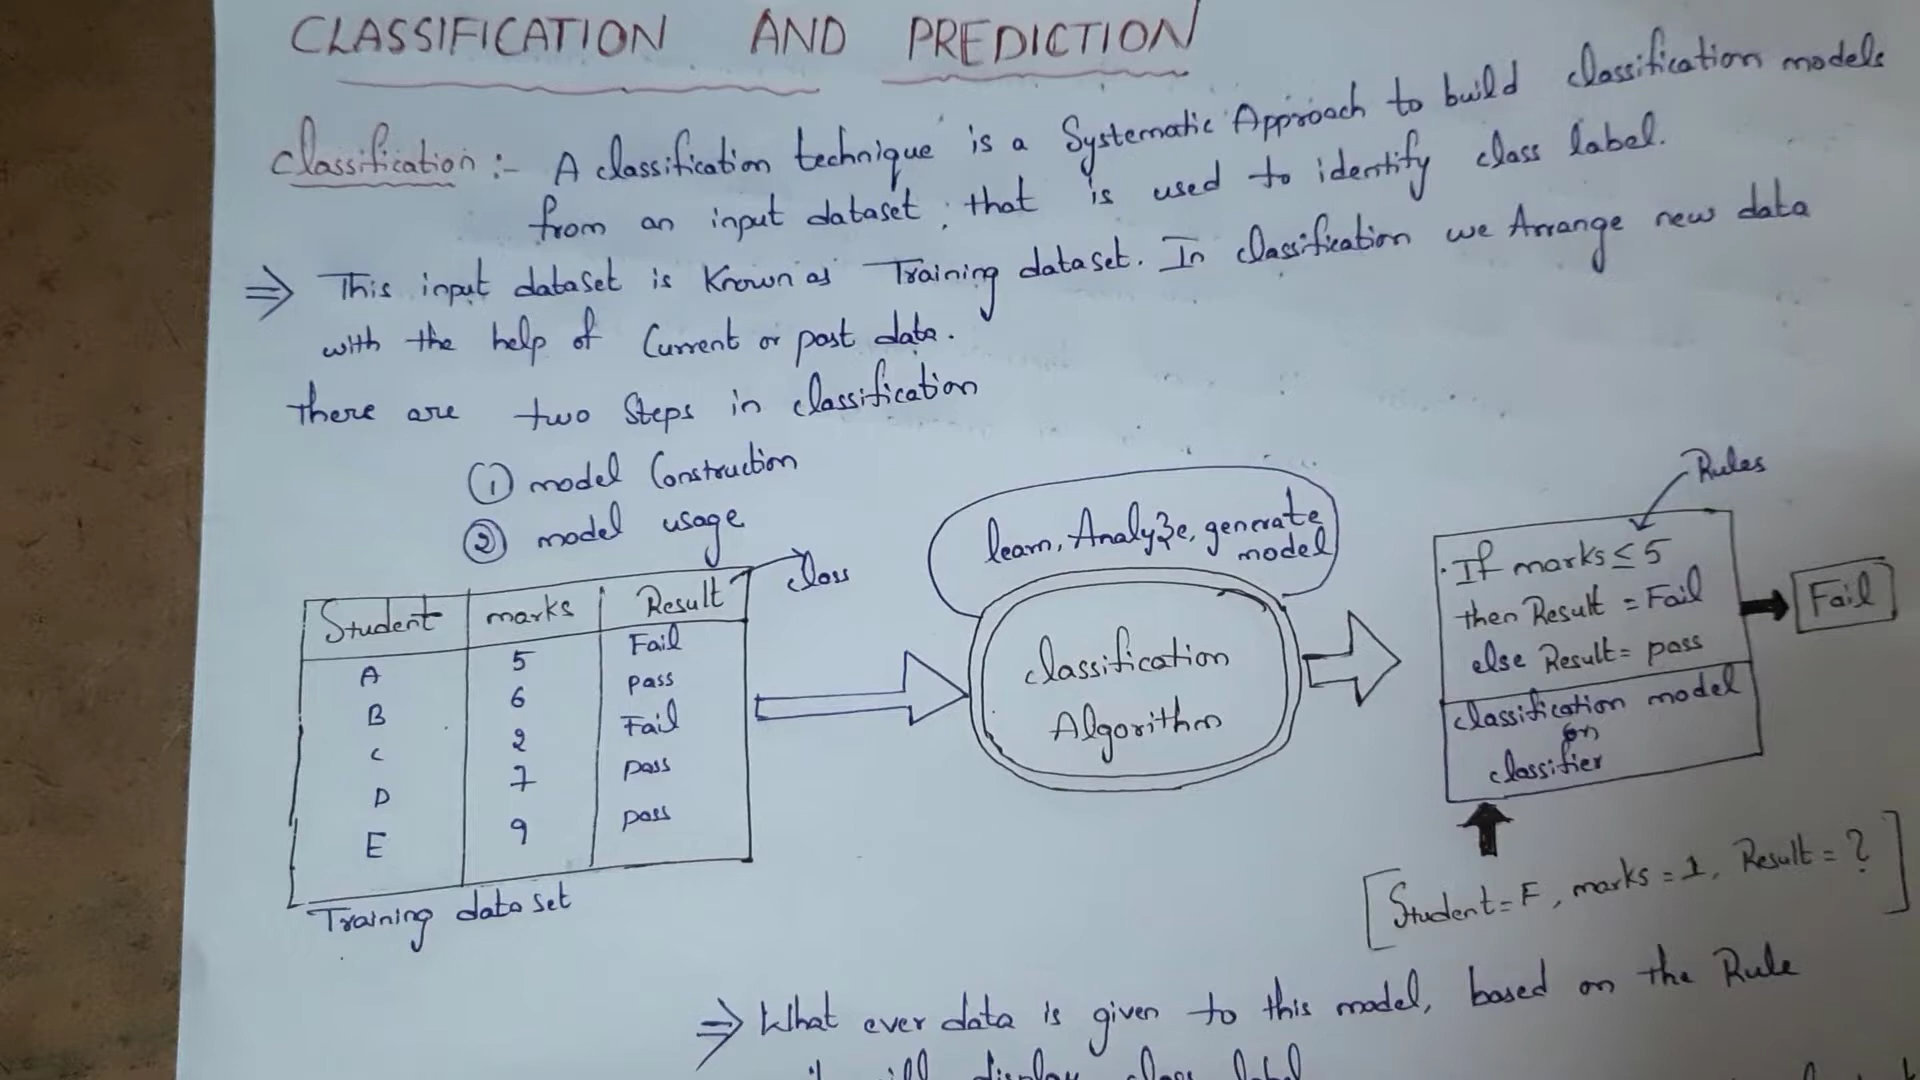 CLASSIFICATION AND PREDICTION
Classification :- A classification technique is a Systematic Approach to build classification models
from an input dataset, that is used to identify class label.
⇒ This input dataset is Known as Training dataset. In classification we Arrange new data
with the help of Current or past data.
there are two Steps in classification
① model Construction
② model usage
class
Student marks Result
A 5 Fail
B 6 pass
C 2 Fail
D 7 pass
E 9 pass
Training dataset
learn, Analyze, generate
model
classification
Algorithm
Rules
. If marks ≤ 5
then Result = Fail
else Result = pass
classification model
or
classifier
Fail
[Student = F, marks = 1, Result = ?]
⇒ What ever data is given to this model, based on the Rule
display class label